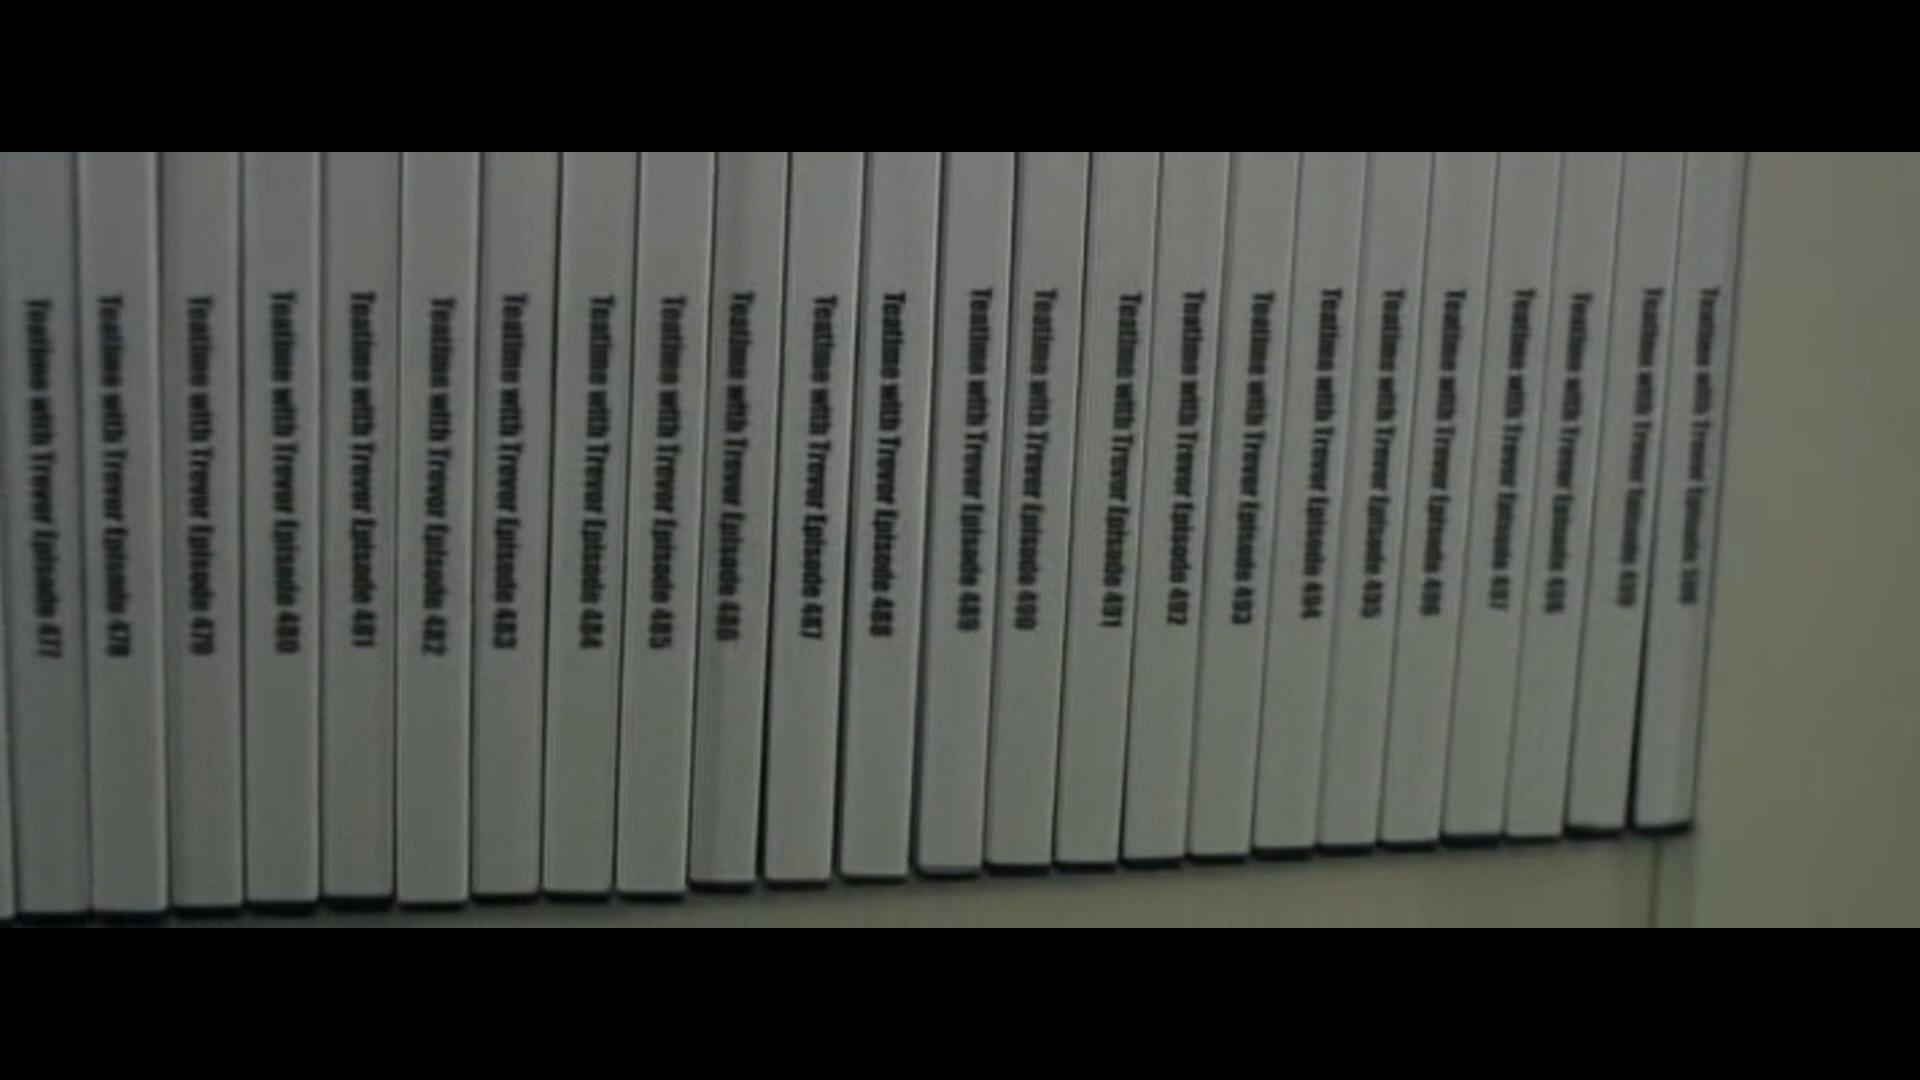 Teatime with Trevor Episode 477
Teatime with Trevor Episode 478
Teatime with Trevor Episode 479
Teatime with Trevor Episode 480
Teatime with Trevor Episode 481
Teatime with Trevor Episode 482
Teatime with Trevor Episode 483
Teatime with Trevor Episode 484
Teatime with Trevor Episode 485
Teatime with Trevor Episode 486
Teatime with Trevor Episode 487
Teatime with Trevor Episode 488
Teatime with Trevor Episode 489
Teatime with Trevor Episode 490
Teatime with Trevor Episode 491
Teatime with Trevor Episode 492
Teatime with Trevor Episode 493
Teatime with Trevor Episode 494
Teatime with Trevor Episode 495
Teatime with Trevor Episode 496
Teatime with Trevor Episode 497
Teatime with Trevor Episode 498
Teatime with Trevor Episode 499
Teatime with Trevor Episode 500